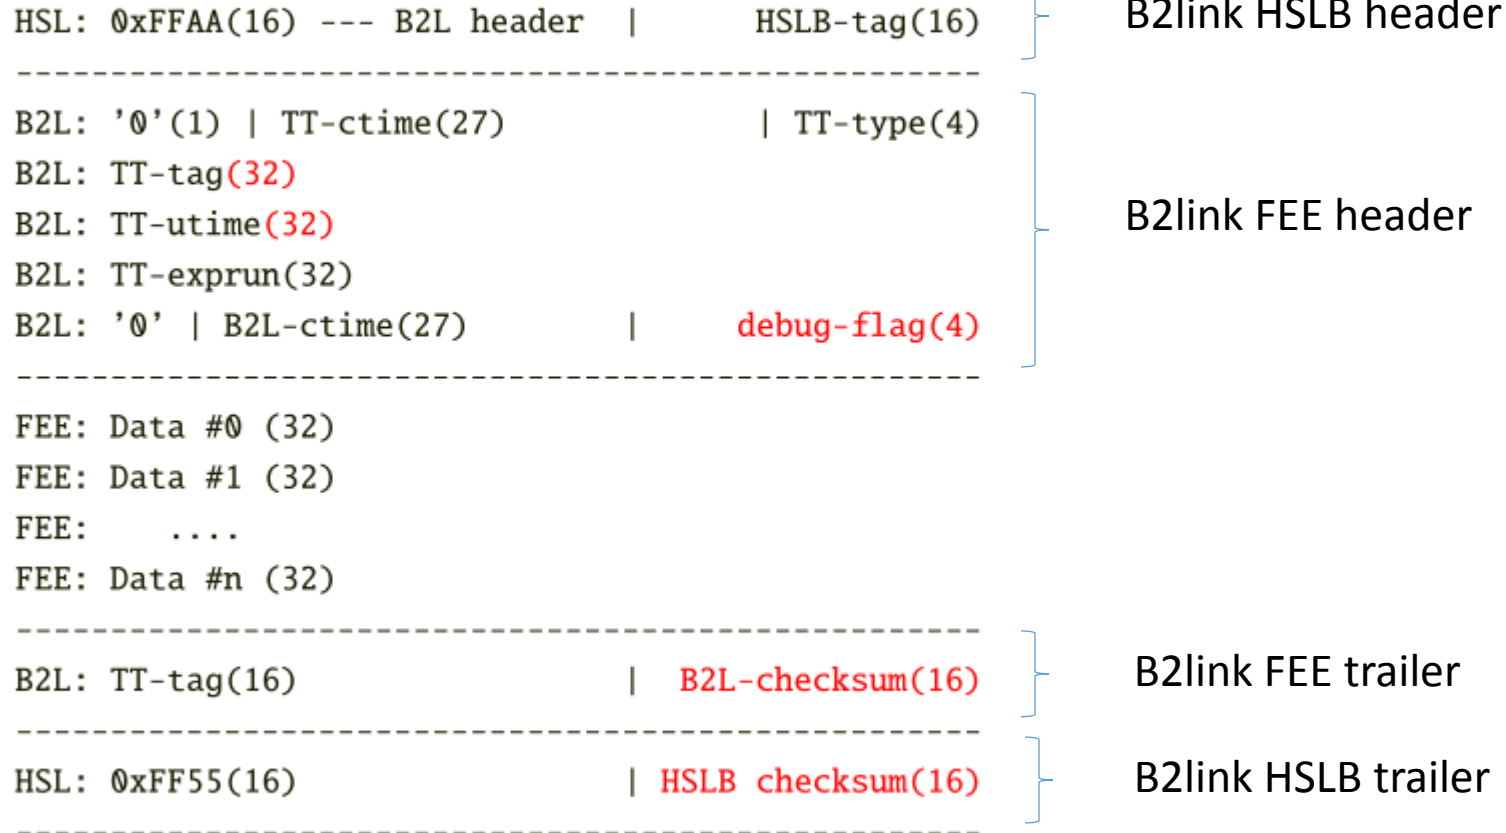 HSL: 0xFFAA(16) --- B2L header | HSLB-tag(16)
B2link HSLB header
---------------------------------------------------
B2L: '0'(1) | TT-ctime(27) | TT-type(4)
B2L: TT-tag(32)
B2L: TT-utime(32)
B2link FEE header
B2L: TT-exprun(32)
B2L: '0' | B2L-ctime(27) | debug-flag(4)
---------------------------------------------------
FEE: Data #0 (32)
FEE: Data #1 (32)
FEE: ....
FEE: Data #n (32)
---------------------------------------------------
B2L: TT-tag(16) | B2L-checksum(16)
B2link FEE trailer
---------------------------------------------------
HSL: 0xFF55(16) | HSLB checksum(16)
B2link HSLB trailer
---------------------------------------------------